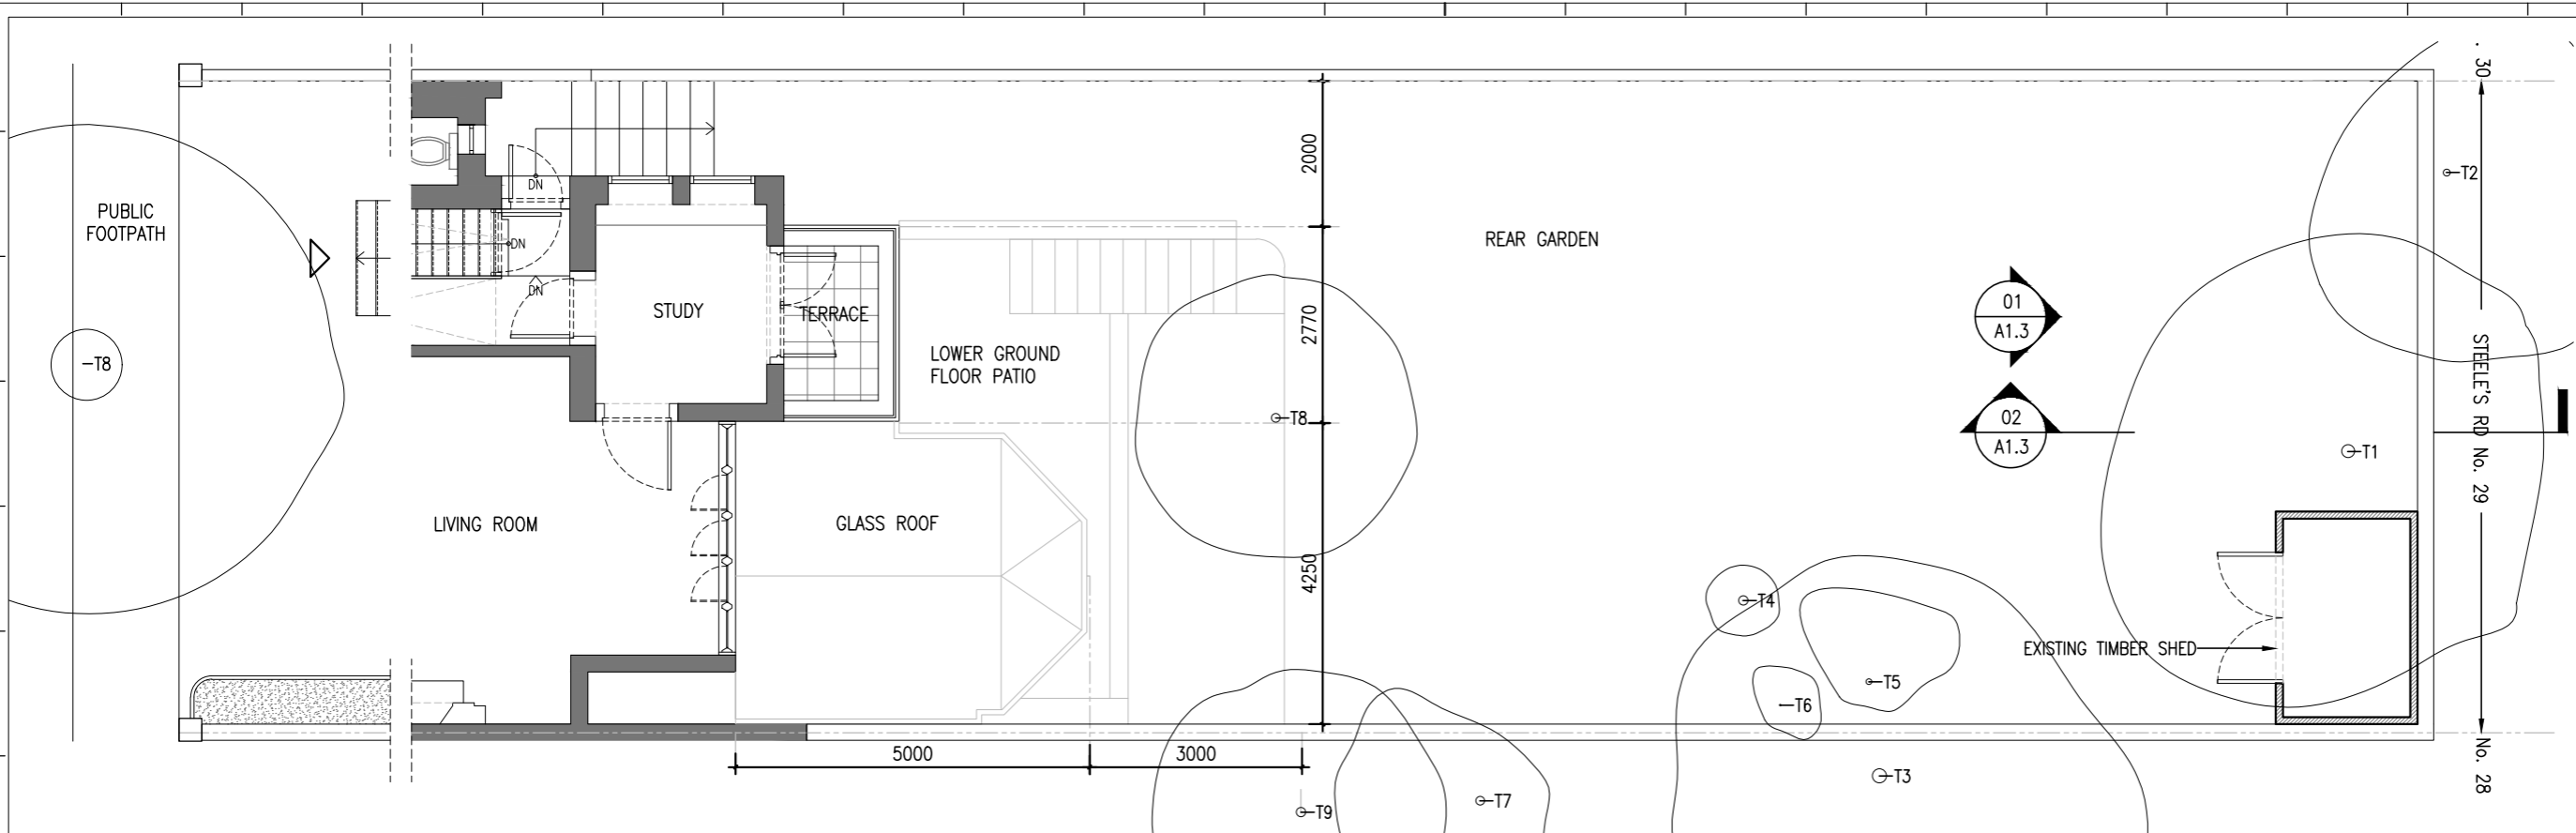 PUBLIC
FOOTPATH
T8
DN
DN
DN
STUDY
TERRACE
LIVING ROOM
GLASS ROOF
LOWER GROUND
FLOOR PATIO
5000
3000
2000
2770
4250
T8
T9
T7
REAR GARDEN
01
A1.3
02
A1.3
T4
T5
T6
T3
EXISTING TIMBER SHED
T1
T2
. 30
STEELE'S RD No. 29
No. 28